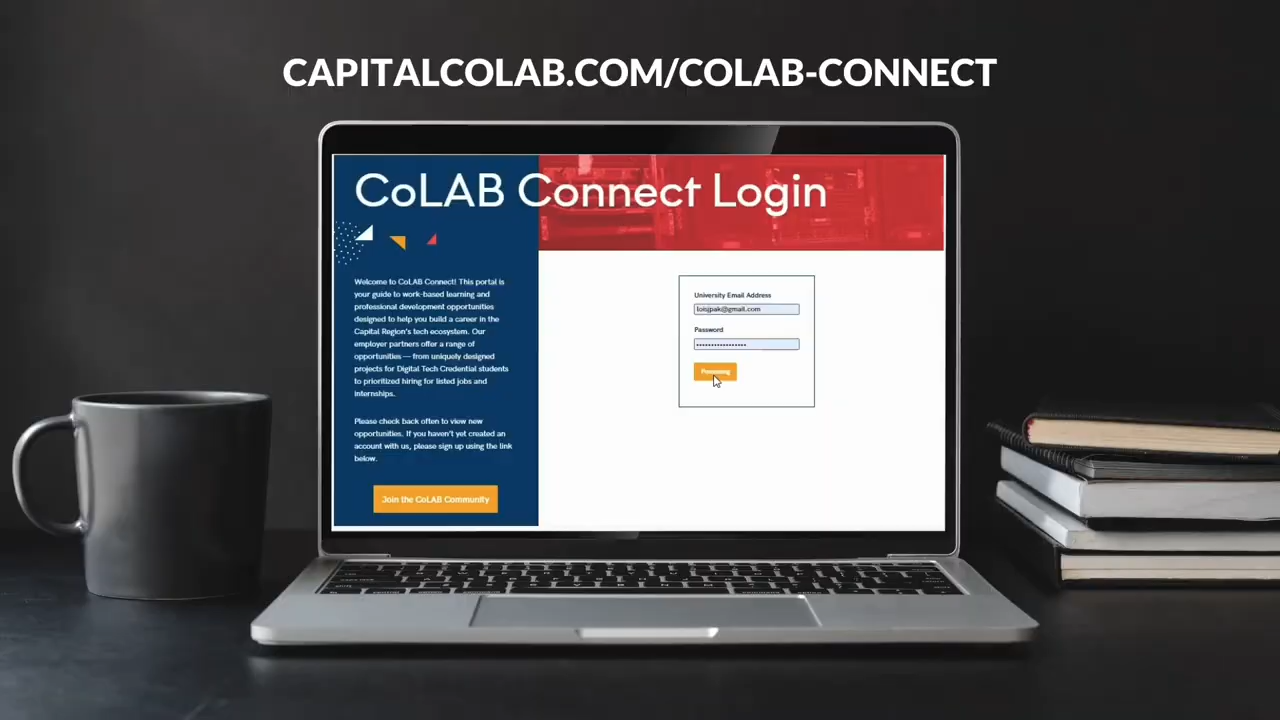 CAPITALCOLAB.COM/COLAB-CONNECT
CoLAB Connect Login
Welcome to CoLAB Connect! This portal is
your guide to work-based learning and
professional development opportunities
designed to help you build a career in the
Capital Region's tech ecosystem. Our
employer partners offer a range of
opportunities — from uniquely designed
projects for Digital Tech Credential students
to prioritized hiring for listed jobs and
internships.
Please check back often to view new
opportunities. If you haven't yet created an
account with us, please sign up using the link
below.
Join the CoLAB Community
University Email Address
loisjpak@gmail.com
Password